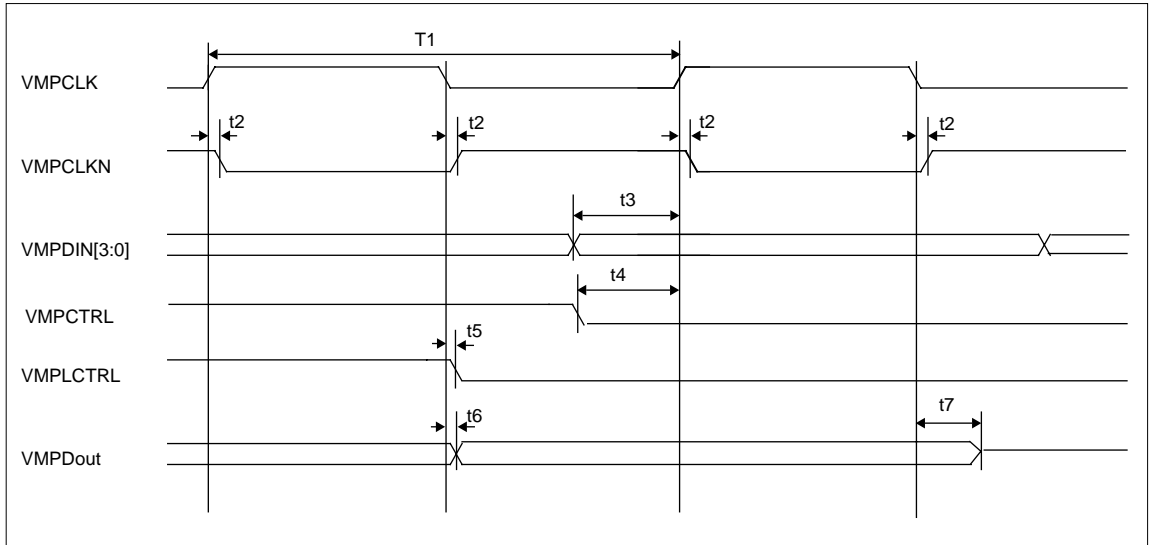 T1
VMPCLK
t2 t2 t2 t2
VMPCLKN
t3
VMPDIN[3:0]
t4
VMPCTRL
t5
VMPLCTRL
t6 t7
VMPDout